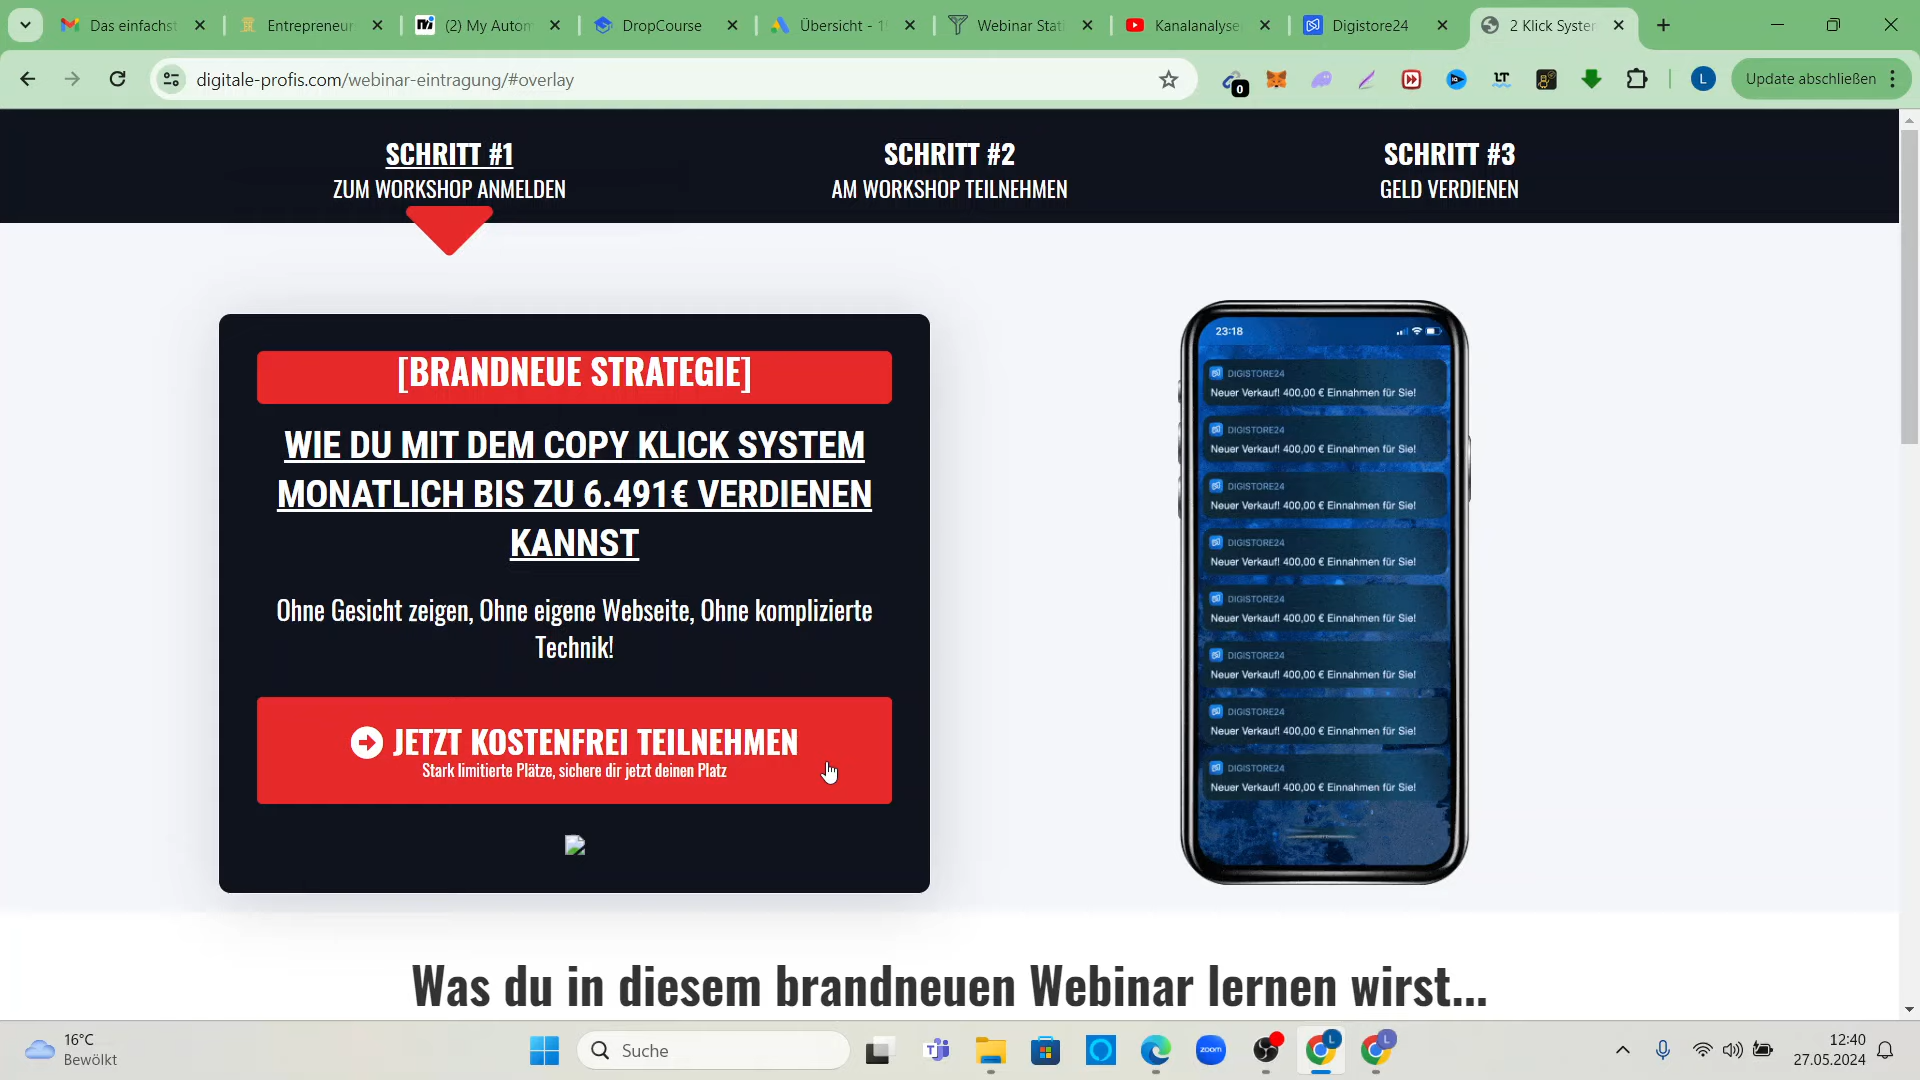 Das einfachst
Entrepreneur
(2) My Autom
DropCourse
Übersicht - 1
Webinar Stat
Kanalanalyse
Digistore24
2 Klick System
digitale-profis.com/webinar-eintragung/#overlay
0
LT
L
Update abschließen
SCHRITT #1
ZUM WORKSHOP ANMELDEN
SCHRITT #2
AM WORKSHOP TEILNEHMEN
SCHRITT #3
GELD VERDIENEN
[BRANDNEUE STRATEGIE]
WIE DU MIT DEM COPY KLICK SYSTEM
MONATLICH BIS ZU 6.491€ VERDIENEN
KANNST
Ohne Gesicht zeigen, Ohne eigene Webseite, Ohne komplizierte
Technik!
JETZT KOSTENFREI TEILNEHMEN
Stark limitierte Plätze, sichere dir jetzt deinen Platz
23:18
DIGISTORE24
Neuer Verkauf! 400,00 € Einnahmen für Sie!
DIGISTORE24
Neuer Verkauf! 400,00 € Einnahmen für Sie!
DIGISTORE24
Neuer Verkauf! 400,00 € Einnahmen für Sie!
DIGISTORE24
Neuer Verkauf! 400,00 € Einnahmen für Sie!
DIGISTORE24
Neuer Verkauf! 400,00 € Einnahmen für Sie!
DIGISTORE24
Neuer Verkauf! 400,00 € Einnahmen für Sie!
DIGISTORE24
Neuer Verkauf! 400,00 € Einnahmen für Sie!
DIGISTORE24
Neuer Verkauf! 400,00 € Einnahmen für Sie!
Was du in diesem brandneuen Webinar lernen wirst...
16°C
Bewölkt
Suche
zoom
L
L
12:40
27.05.2024